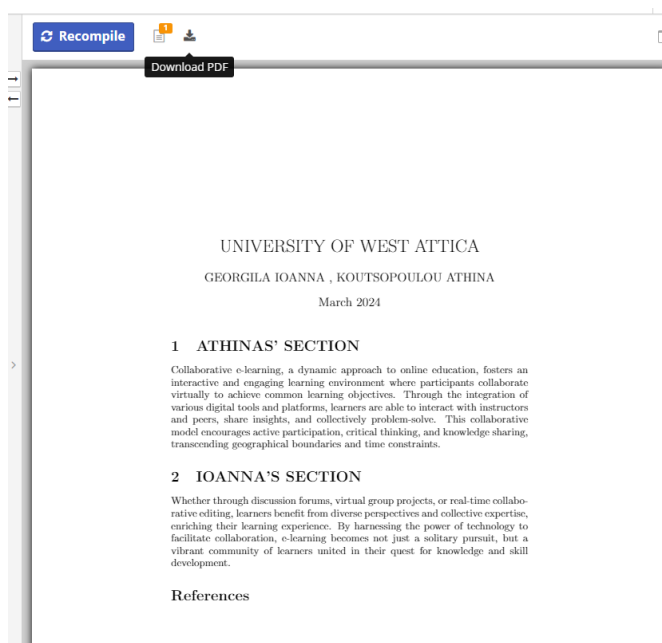 Recompile
1
Download PDF
UNIVERSITY OF WEST ATTICA
GEORGILA IOANNA , KOUTSOPOULOU ATHINA
March 2024
1 ATHINAS' SECTION
Collaborative e-learning, a dynamic approach to online education, fosters an
interactive and engaging learning environment where participants collaborate
virtually to achieve common learning objectives. Through the integration of
various digital tools and platforms, learners are able to interact with instructors
and peers, share insights, and collectively problem-solve. This collaborative
model encourages active participation, critical thinking, and knowledge sharing,
transcending geographical boundaries and time constraints.
2 IOANNA'S SECTION
Whether through discussion forums, virtual group projects, or real-time collabo-
rative editing, learners benefit from diverse perspectives and collective expertise,
enriching their learning experience. By harnessing the power of technology to
facilitate collaboration, e-learning becomes not just a solitary pursuit, but a
vibrant community of learners united in their quest for knowledge and skill
development.
References